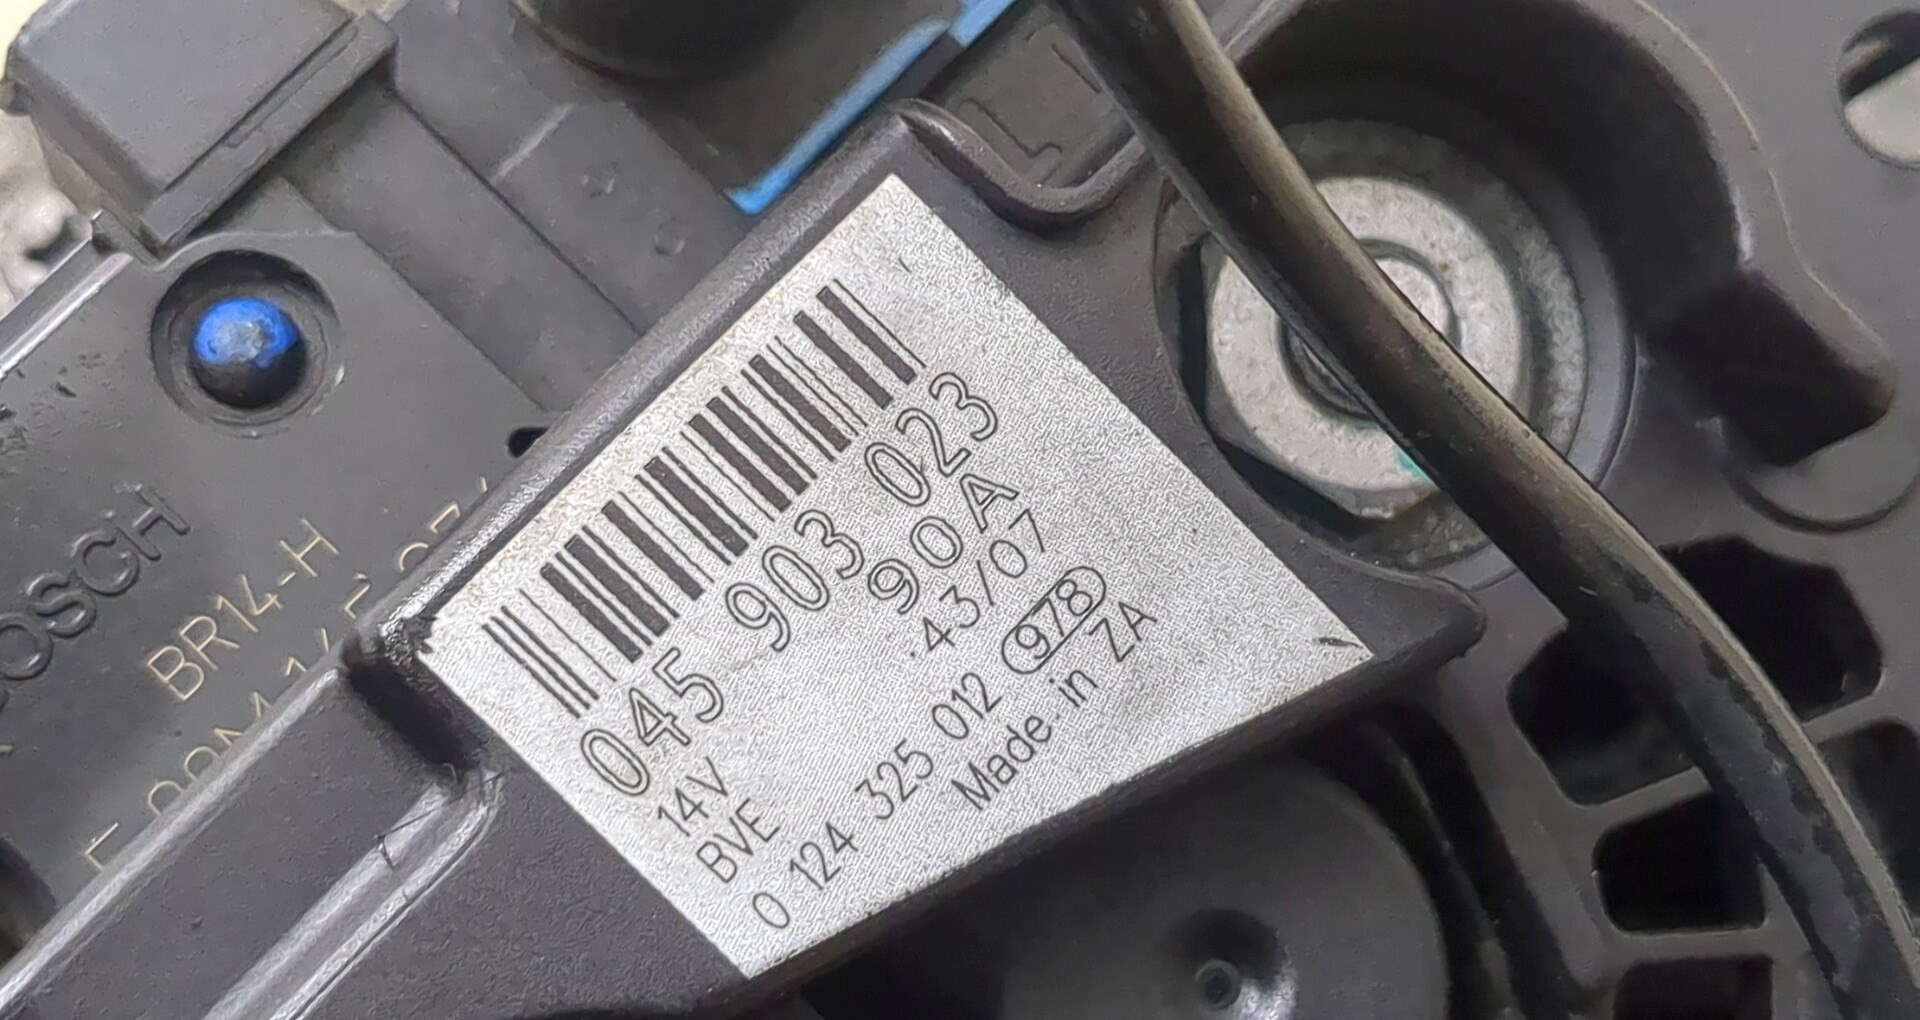 BOSCH
BR14-H
045 903 023
14V 90A
BVE 43/07
0 124 325 012 978
Made in ZA